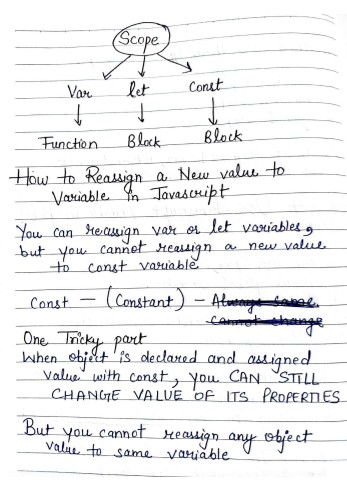 Scope
Var let Const
Function Block Block
How to Reassign a New value to
Variable in Javascript
You can reassign var or let variables,
but you cannot reassign a new value
to const variable
const - (Constant) - Always same.
cannot change
One Tricky part
When object is declared and assigned
value with const, you CAN STILL
CHANGE VALUE OF ITS PROPERTIES
But you cannot reassign any object
value to same variable